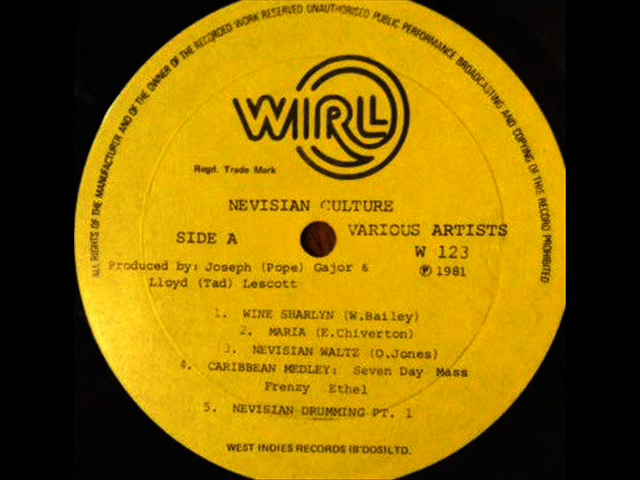 ALL RIGHTS OF THE MANUFACTURER AND OF THE OWNER OF THE RECORDED WORK RESERVED UNAUTHORISED PUBLIC PERFORMANCE BROADCASTING AND COPYING OF THIS RECORD PROHIBITED
WIRL
Regd. Trade Mark
NEVISIAN CULTURE
SIDE A
VARIOUS ARTISTS
W 123
Ⓟ 1981
Produced by: Joseph (Pope) Gajor &
Lloyd (Tad) Lescott
1. WINE SHARLYN (W.Bailey)
2. MARIA (E.Chiverton)
3. NEVISIAN WALTZ (O.Jones)
4. CARIBBEAN MEDLEY: Seven Day Mass
Frenzy Ethel
5. NEVISIAN DRUMMING PT. 1
WEST INDIES RECORDS (B'DOS) LTD.